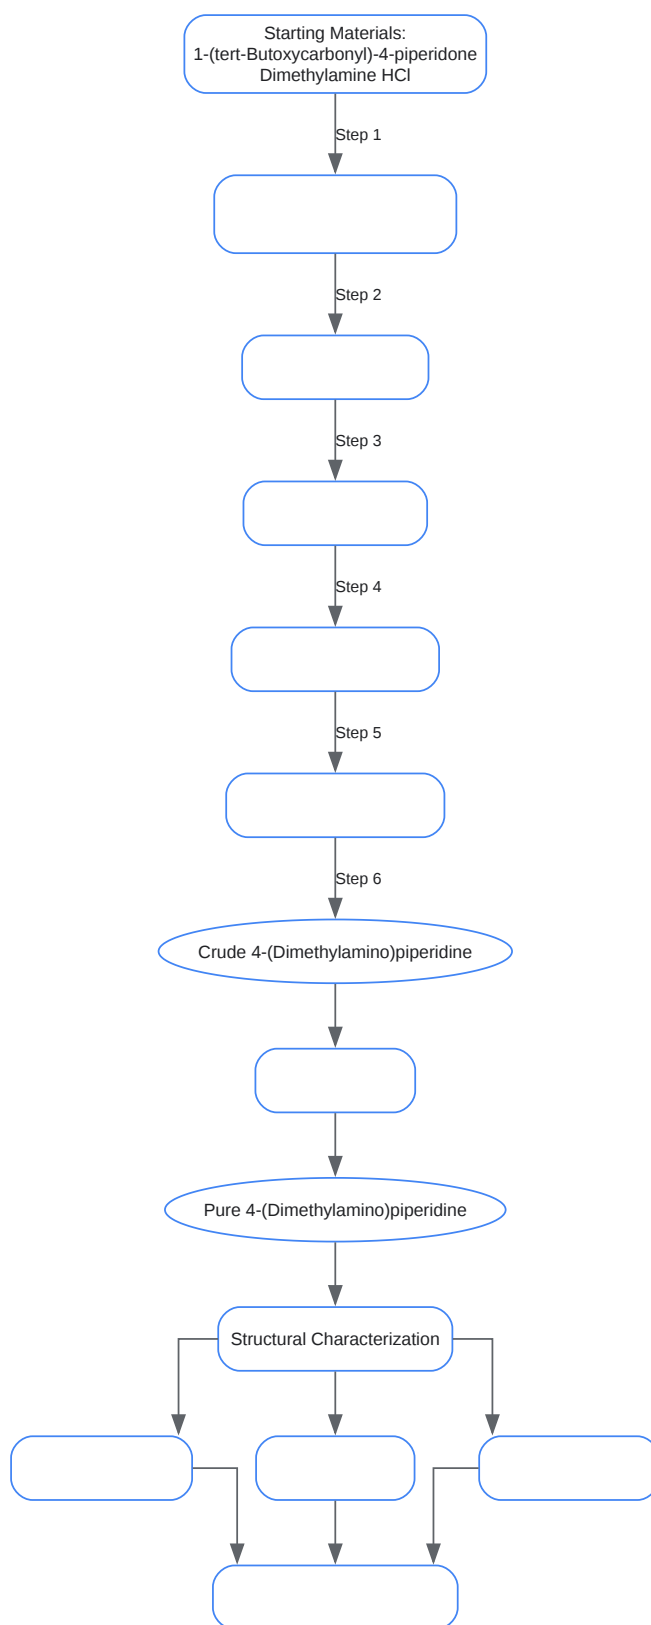 Starting Materials:
1-(tert-Butoxycarbonyl)-4-piperidone
Dimethylamine HCl
Step 1
Step 2
Step 3
Step 4
Step 5
Step 6
Crude 4-(Dimethylamino)piperidine
Pure 4-(Dimethylamino)piperidine
Structural Characterization